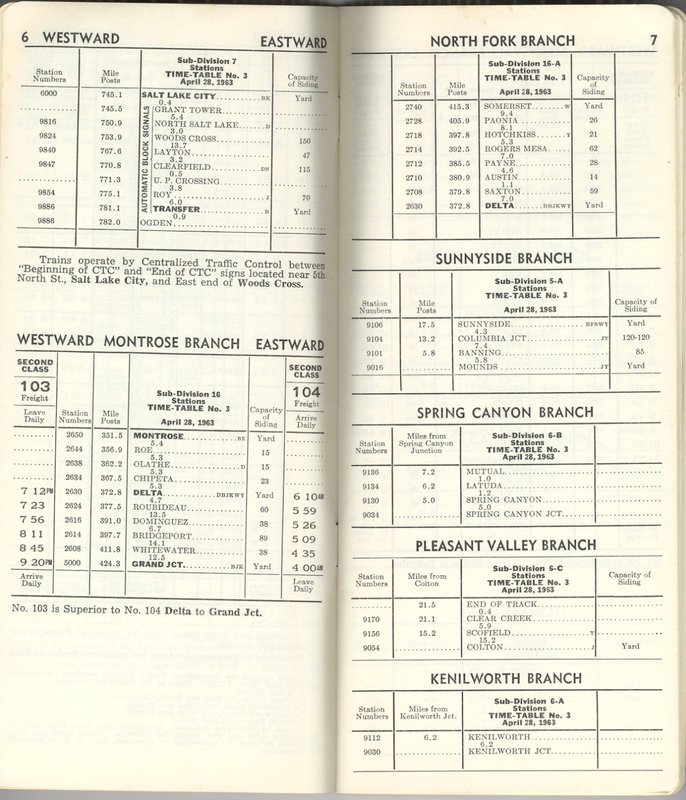 6 WESTWARD EASTWARD
Station Numbers Mile Posts Sub-Division 7 Stations TIME-TABLE No. 3 April 28, 1963 Capacity of Siding
6000 745.1 SALT LAKE CITY BK Yard
0.4
745.5 GRANT TOWER
5.4
9816 750.9 NORTH SALT LAKE D
3.0
9824 753.9 WOODS CROSS 150
13.7
9840 767.6 LAYTON 47
3.2
9847 770.8 CLEARFIELD DN 115
0.5
771.3 U. P. CROSSING
3.8
9854 775.1 ROY J 70
6.0
9886 781.1 TRANSFER B Yard
0.9
9886 782.0 OGDEN
AUTOMATIC BLOCK SIGNALS
Trains operate by Centralized Traffic Control between
"Beginning of CTC" and "End of CTC" signs located near 5th
North St., Salt Lake City, and East end of Woods Cross.
WESTWARD MONTROSE BRANCH EASTWARD
SECOND CLASS 103 Freight Leave Daily Station Numbers Mile Posts Sub-Division 16 Stations TIME-TABLE No. 3 April 28, 1963 Capacity of Siding SECOND CLASS 104 Freight Arrive Daily
2650 351.5 MONTROSE BK Yard
5.4
2644 356.9 ROE 15
5.3
2638 362.2 OLATHE D 15
5.3
2634 367.5 CHIPETA 23
5.3
7 12PM 2630 372.8 DELTA DBJKWY Yard 6 10AM
4.7
7 23 2624 377.5 ROUBIDEAU 60 5 59
13.5
7 56 2616 391.0 DOMINGUEZ 38 5 26
6.7
8 11 2614 397.7 BRIDGEPORT 89 5 09
14.1
8 45 2608 411.8 WHITEWATER 38 4 35
12.5
9 20PM 5000 424.3 GRAND JCT. BJK Yard 4 00AM
Arrive Daily Leave Daily
No. 103 is Superior to No. 104 Delta to Grand Jct.
NORTH FORK BRANCH 7
Station Numbers Mile Posts Sub-Division 16-A Stations TIME-TABLE No. 3 April 28, 1963 Capacity of Siding
2740 415.3 SOMERSET W Yard
9.4
2728 405.9 PAONIA 26
8.1
2718 397.8 HOTCHKISS Y 21
5.3
2714 392.5 ROGERS MESA 62
7.0
2712 385.5 PAYNE 28
4.6
2710 380.9 AUSTIN 14
1.1
2708 379.8 SAXTON 59
7.0
2630 372.8 DELTA DBJKWY Yard
SUNNYSIDE BRANCH
Station Numbers Mile Posts Sub-Division 5-A Stations TIME-TABLE No. 3 April 28, 1963 Capacity of Siding
9106 17.5 SUNNYSIDE BFSWY Yard
4.3
9104 13.2 COLUMBIA JCT. JY 120-120
7.4
9101 5.8 BANNING 85
5.8
9016 MOUNDS JY Yard
SPRING CANYON BRANCH
Station Numbers Miles from Spring Canyon Junction Sub-Division 6-B Stations TIME-TABLE No. 3 April 28, 1963
9136 7.2 MUTUAL
1.0
9134 6.2 LATUDA
1.2
9130 5.0 SPRING CANYON
5.0
9034 SPRING CANYON JCT.
PLEASANT VALLEY BRANCH
Station Numbers Miles from Colton Sub-Division 6-C Stations TIME-TABLE No. 3 April 28, 1963 Capacity of Siding
21.5 END OF TRACK
0.4
9170 21.1 CLEAR CREEK
5.9
9156 15.2 SCOFIELD Y
15.2
9054 COLTON J Yard
KENILWORTH BRANCH
Station Numbers Miles from Kenilworth Jct. Sub-Division 6-A Stations TIME-TABLE No. 3 April 28, 1963
9112 6.2 KENILWORTH
6.2
9030 KENILWORTH JCT.